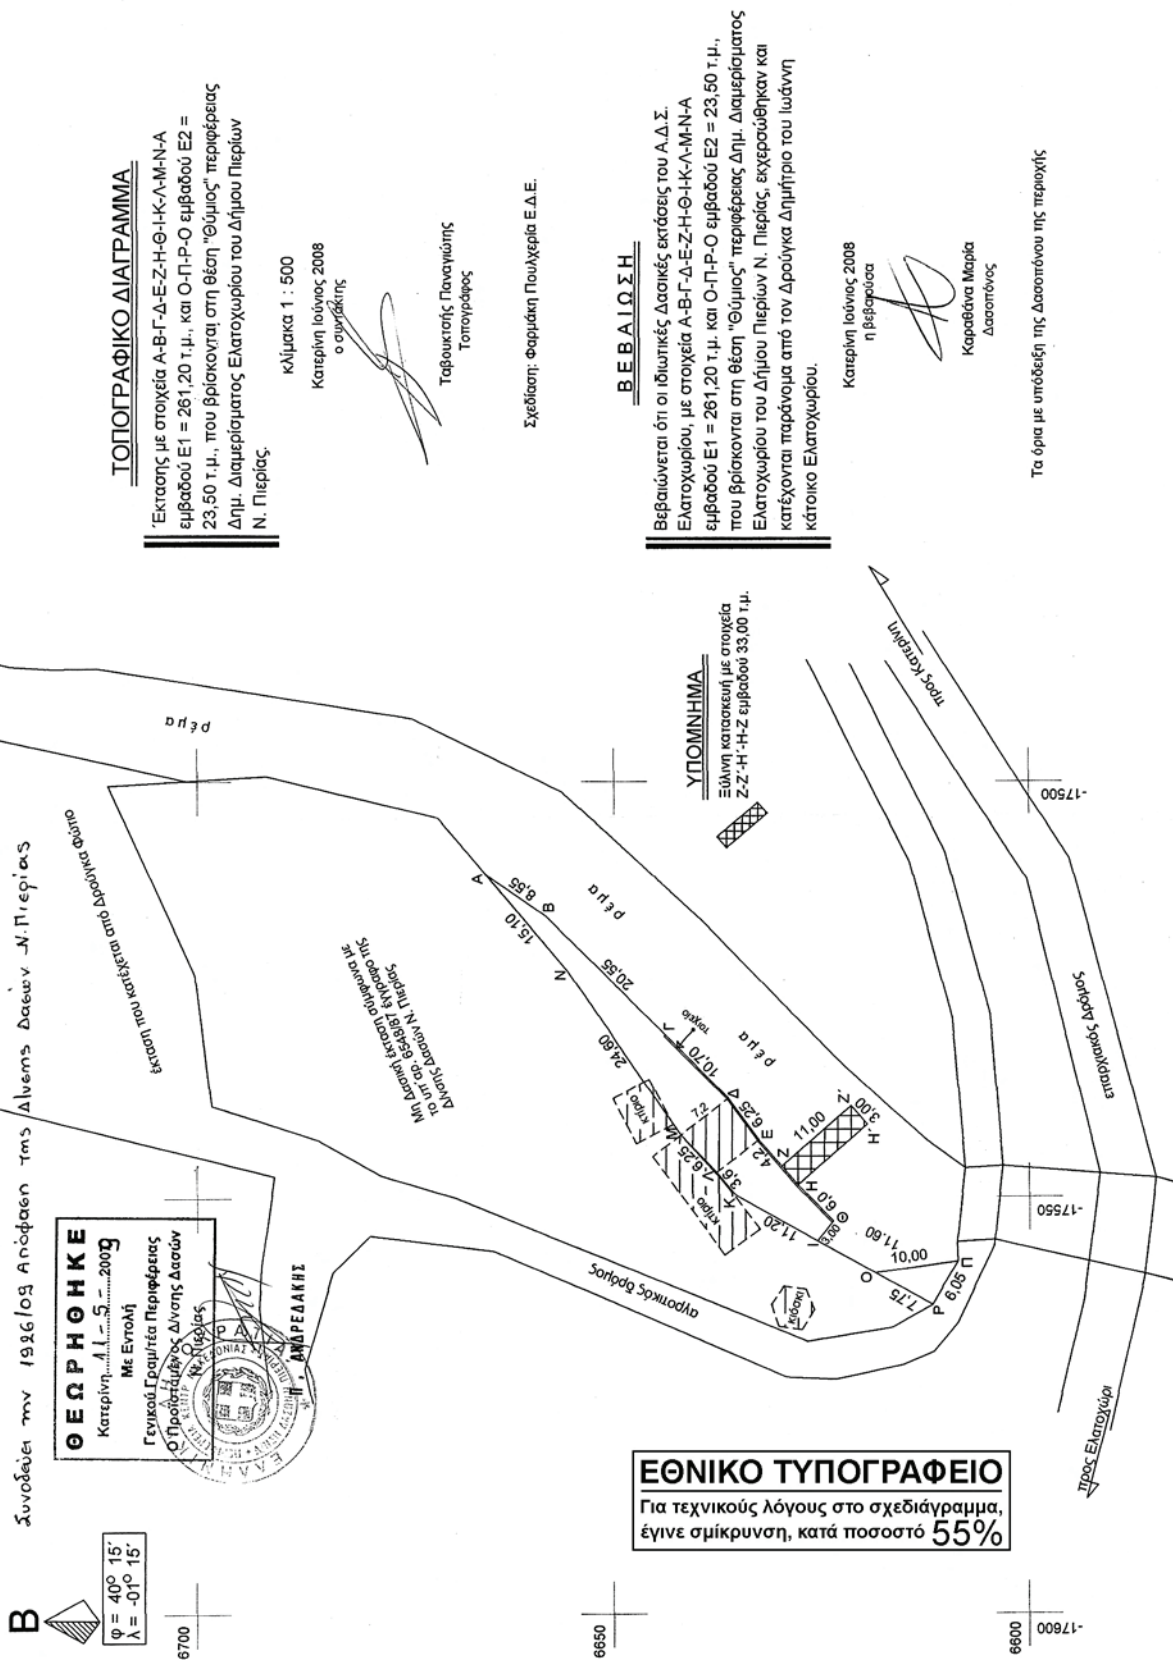 Συνοδεύει την 1926/09 Απόφαση της Δ/νσης Δασών Ν. Πιερίας
Β
φ = 40° 15'
λ = -01° 15'
ΘΕΩΡΗΘΗΚΕ
Κατερίνη 11 - 5 - 2009
Με Εντολή
Γενικού Γραμ/τέα Περιφέρειας
Ο Προϊστάμενος Δ/νσης Δασών
Ν. Πιερίας
Π. ΑΝΔΡΕΔΑΚΗΣ
ΤΟΠΟΓΡΑΦΙΚΟ ΔΙΑΓΡΑΜΜΑ
Έκτασης με στοιχεία Α-Β-Γ-Δ-Ε-Ζ-Η-Θ-Ι-Κ-Λ-Μ-Ν-Α
εμβαδού Ε1 = 261,20 τ.μ., και Ο-Π-Ρ-Ο εμβαδού Ε2 =
23,50 τ.μ., που βρίσκονται στη θέση "Θύμιος" περιφέρειας
Δημ. Διαμερίσματος Ελατοχωρίου του Δήμου Πιερίων
Ν. Πιερίας.
κλίμακα 1 : 500
Κατερίνη Ιούνιος 2008
ο συντάκτης
Ταβουκτσής Παναγιώτης
Τοπογράφος
Σχεδίαση: Φαρμάκη Πουλχερία Ε.Δ.Ε.
ΒΕΒΑΙΩΣΗ
Βεβαιώνεται ότι οι ιδιωτικές Δασικές εκτάσεις του Α.Δ.Σ.
Ελατοχωρίου, με στοιχεία Α-Β-Γ-Δ-Ε-Ζ-Η-Θ-Ι-Κ-Λ-Μ-Ν-Α
εμβαδού Ε1 = 261,20 τ.μ. και Ο-Π-Ρ-Ο εμβαδού Ε2 = 23,50 τ.μ.,
που βρίσκονται στη θέση "Θύμιος" περιφέρειας Δημ. Διαμερίσματος
Ελατοχωρίου του Δήμου Πιερίων Ν. Πιερίας, εκχερσώθηκαν και
κατέχονται παράνομα από τον Δρούγκα Δημήτριο του Ιωάννη
κάτοικο Ελατοχωρίου.
Κατερίνη Ιούνιος 2008
η βεβαιούσα
Καραθάνα Μαρία
Δασοπόνος
Τα όρια με υπόδειξη της Δασοπόνου της περιοχής
ΥΠΟΜΝΗΜΑ
Ξύλινη κατασκευή με στοιχεία
Ζ-Ζ'-Η'-Η-Ζ εμβαδού 33,00 τ.μ.
έκταση που κατέχεται από Δρούγκα Φώτιο
ρέμα
Μη Δασική έκταση σύμφωνα με
το υπ' αρ. 6548/87 έγγραφο της
Δ/νσης Δασών Ν. Πιερίας
Α
8,55
Β
15,10
Ν
20,55
ρέμα
24,60
Γ
τοιχείο
10,70
ρέμα
κτίριο
Μ
7,2
Δ
6,25
Ε
4,2
6,25
Λ
3,6
κτίριο
Κ
Ζ
11,00
Ζ'
3,00
Η'
Η
6,0
Θ
3,00
Ι
11,20
11,60
10,00
Ο
7,75
Ρ
6,05
Π
κιόσκι
αγροτικός δρόμος
επαρχιακός δρόμος
προς Κατερίνη
προς Ελατοχώρι
6700
6650
6600
-17500
-17550
-17600
ΕΘΝΙΚΟ ΤΥΠΟΓΡΑΦΕΙΟ
Για τεχνικούς λόγους στο σχεδιάγραμμα,
έγινε σμίκρυνση, κατά ποσοστό 55%